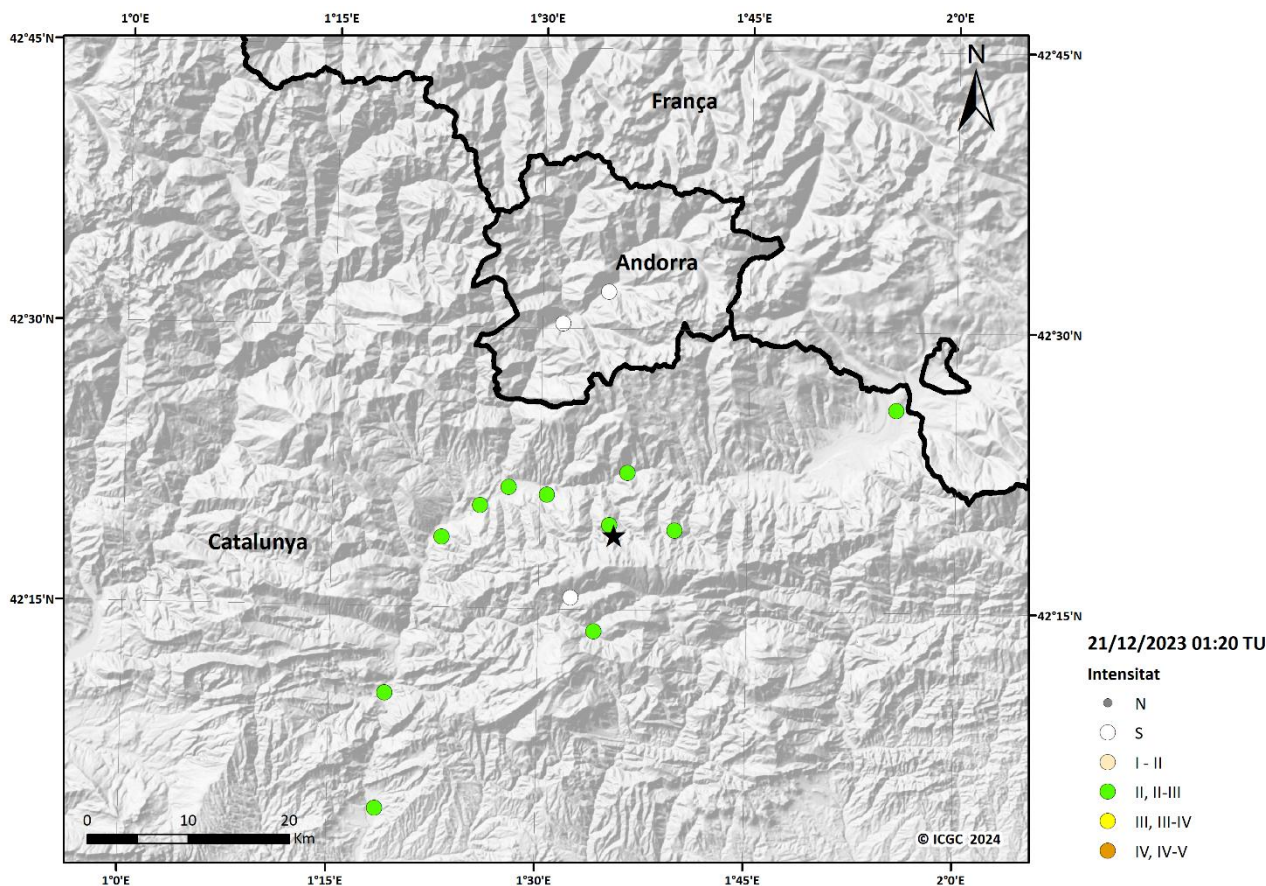 1°0'E 1°15'E 1°30'E 1°45'E 2°0'E
42°45'N 42°45'N
N
França
Andorra
42°30'N 42°30'N
Catalunya
42°15'N 42°15'N
21/12/2023 01:20 TU
Intensitat
N
S
I - II
II, II-III
III, III-IV
IV, IV-V
0 10 20
Km
© ICGC 2024
1°0'E 1°15'E 1°30'E 1°45'E 2°0'E